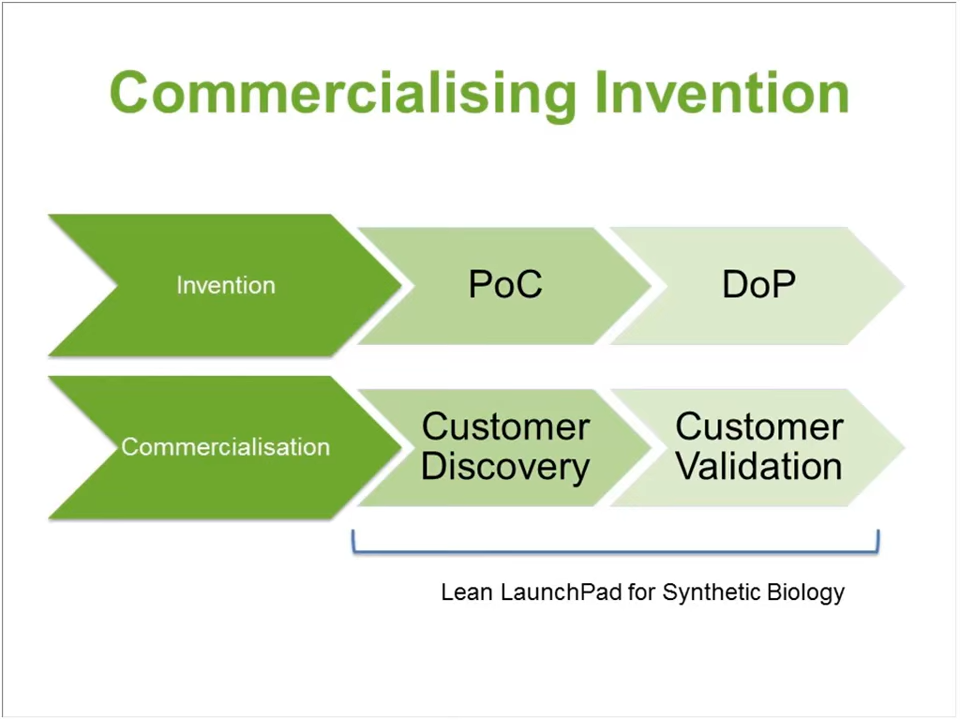 Commercialising Invention
Invention
PoC
DoP
Commercialisation
Customer
Discovery
Customer
Validation
Lean LaunchPad for Synthetic Biology